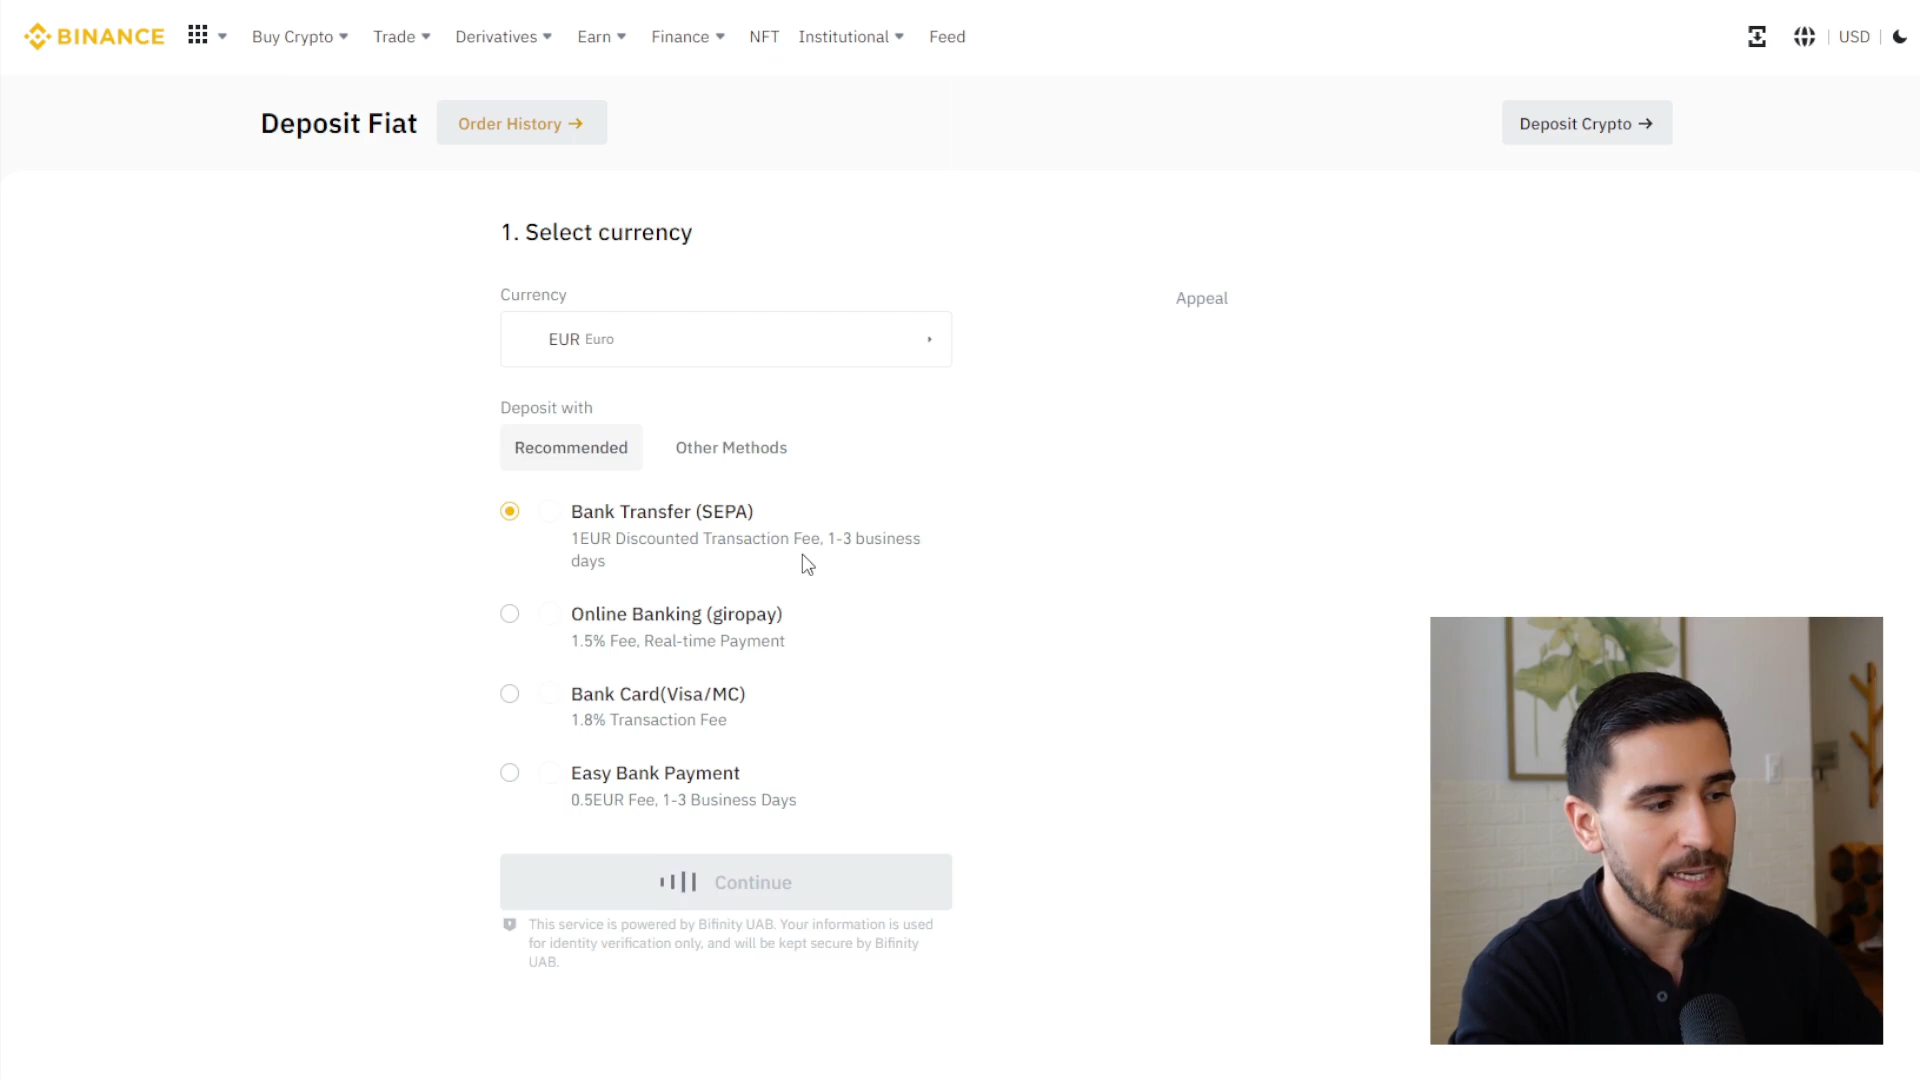 BINANCE
Buy Crypto
Trade
Derivatives
Earn
Finance
NFT
Institutional
Feed
USD
Deposit Fiat
Order History →
Deposit Crypto →
1. Select currency
Currency
Appeal
EUR Euro
Deposit with
Recommended
Other Methods
Bank Transfer (SEPA)
1EUR Discounted Transaction Fee, 1-3 business
days
Online Banking (giropay)
1.5% Fee, Real-time Payment
Bank Card(Visa/MC)
1.8% Transaction Fee
Easy Bank Payment
0.5EUR Fee, 1-3 Business Days
Continue
This service is powered by Bifinity UAB. Your information is used
for identity verification only, and will be kept secure by Bifinity
UAB.